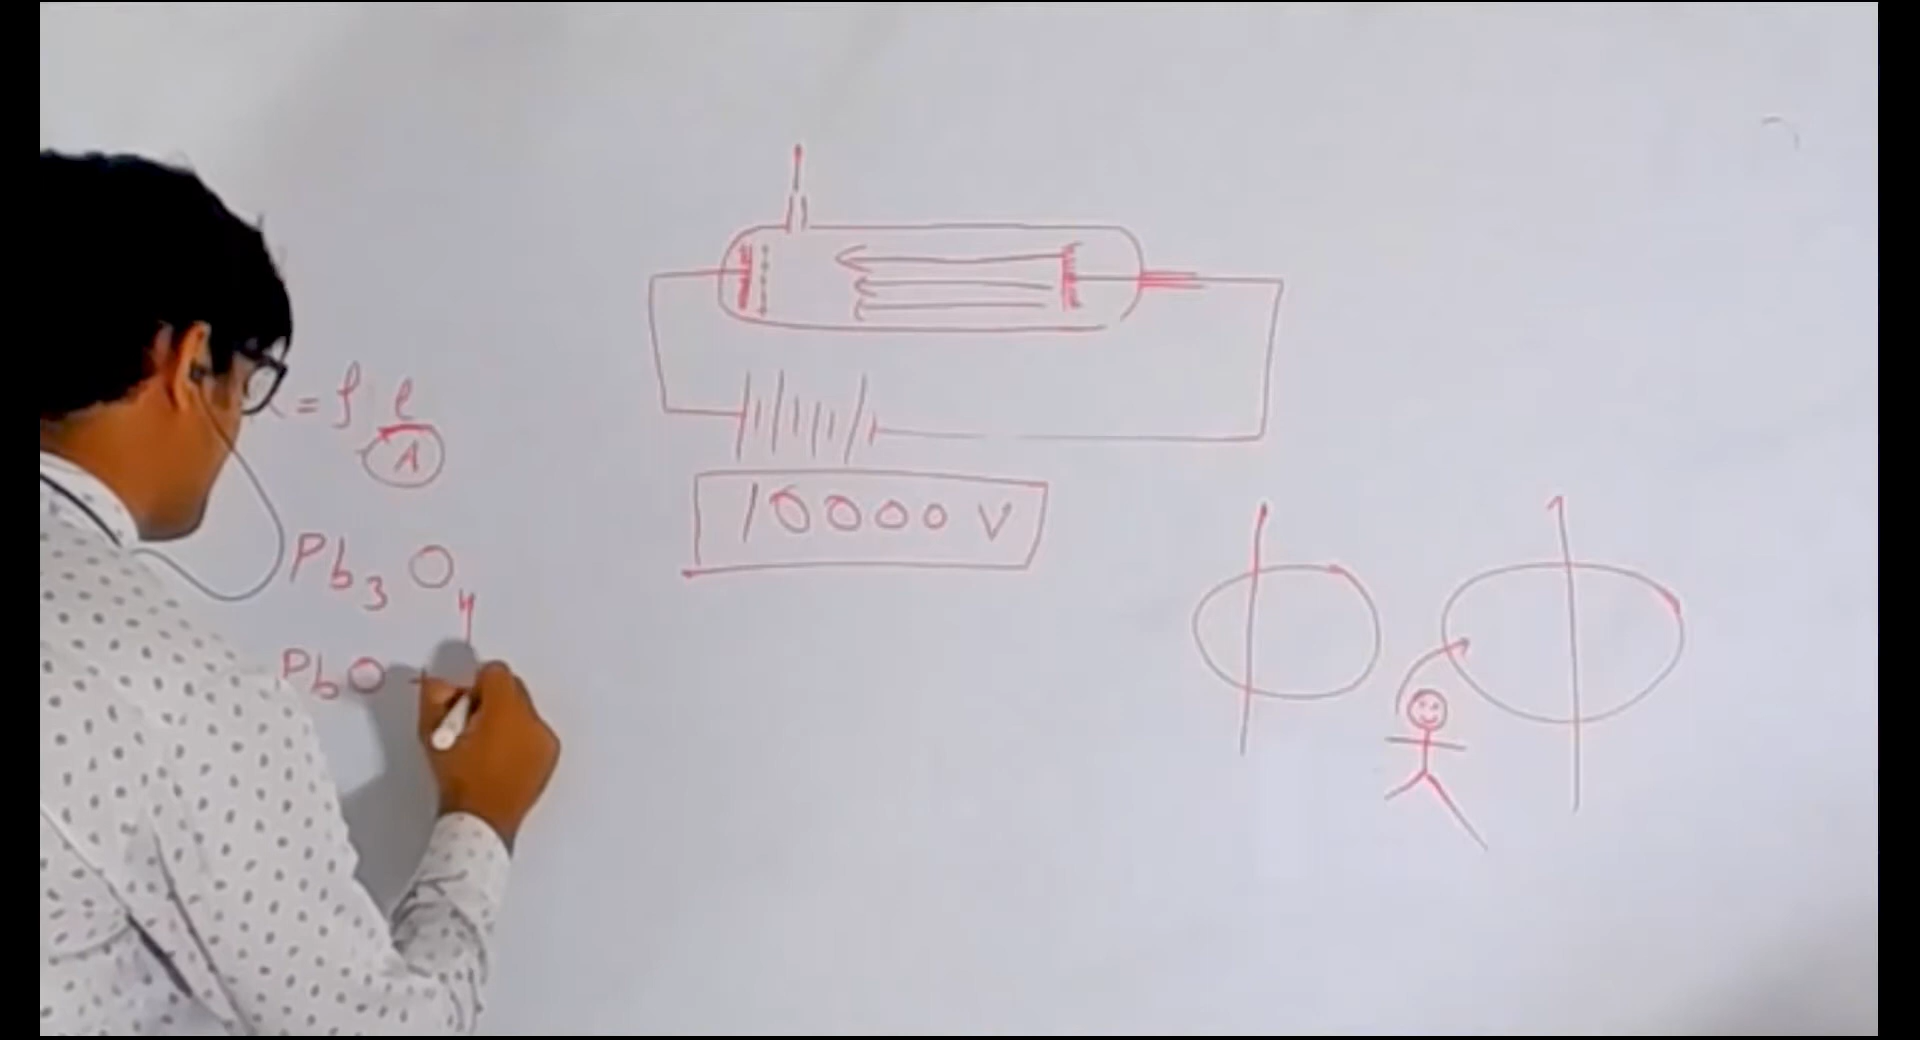 = ρ l/A
10000 V
Pb3O4
PbO +